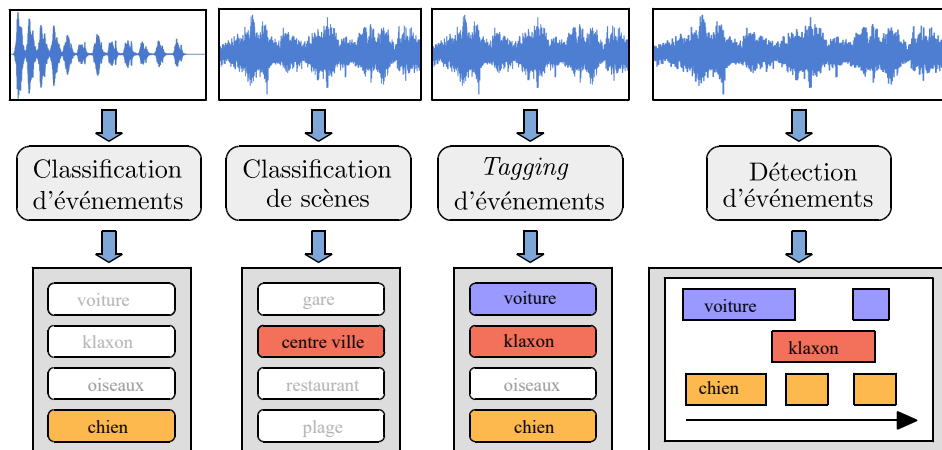 Classification
d'événements
Classification
de scènes
Tagging
d'événements
Détection
d'événements
voiture
klaxon
oiseaux
chien
gare
centre ville
restaurant
plage
voiture
klaxon
oiseaux
chien
voiture
klaxon
chien